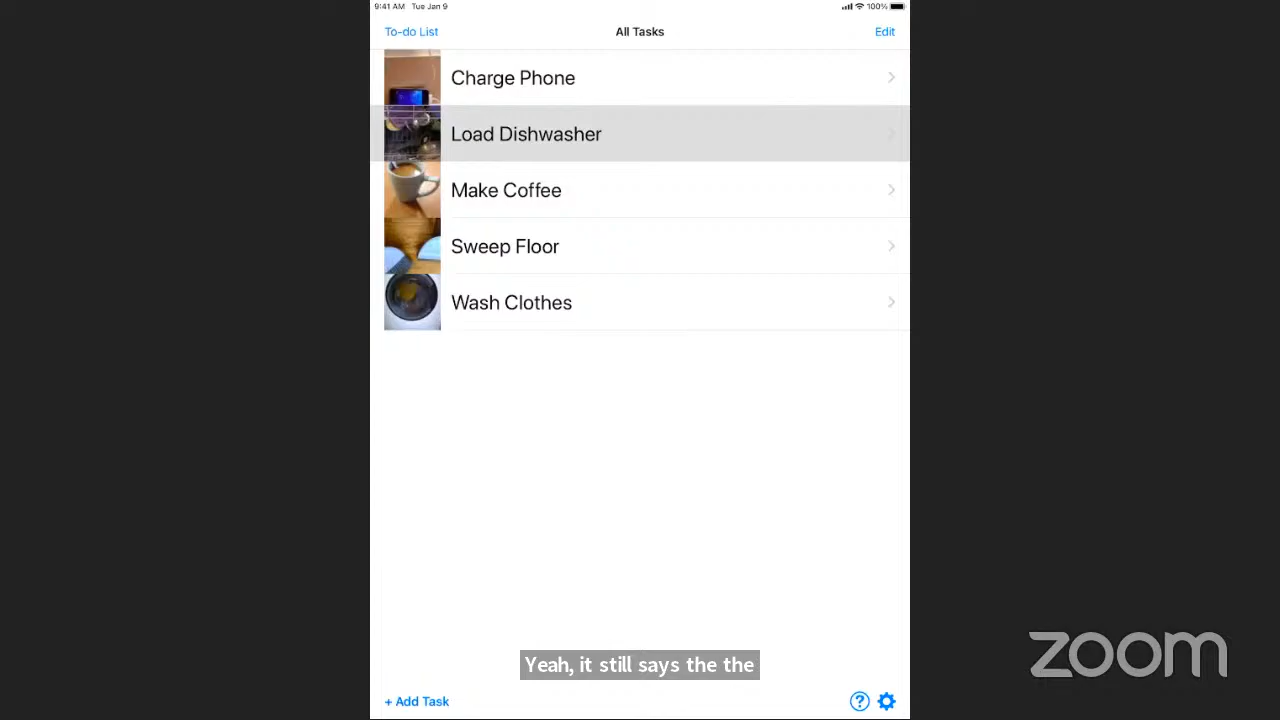 9:41 AM Tue Jan 9
100%
To-do List
All Tasks
Edit
Charge Phone
Load Dishwasher
Make Coffee
Sweep Floor
Wash Clothes
Yeah, it still says the the
zoom
+ Add Task
?